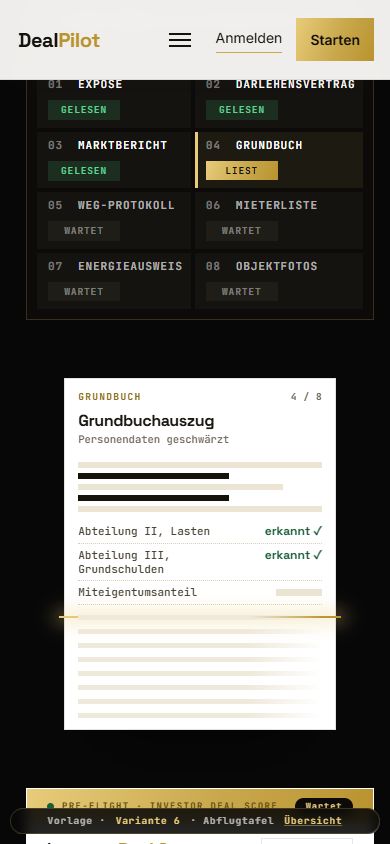 DealPilot
Anmelden
Starten
01 EXPOSÉ
GELESEN
02 DARLEHENSVERTRAG
GELESEN
03 MARKTBERICHT
GELESEN
04 GRUNDBUCH
LIEST
05 WEG-PROTOKOLL
WARTET
06 MIETERLISTE
WARTET
07 ENERGIEAUSWEIS
WARTET
08 OBJEKTFOTOS
WARTET
GRUNDBUCH 4 / 8
Grundbuchauszug
Personendaten geschwärzt
Abteilung II, Lasten erkannt ✓
Abteilung III, erkannt ✓
Grundschulden
Miteigentumsanteil
PRE-FLIGHT · INVESTOR DEAL SCORE Wartet
Vorlage · Variante 6 · Abflugtafel Übersicht